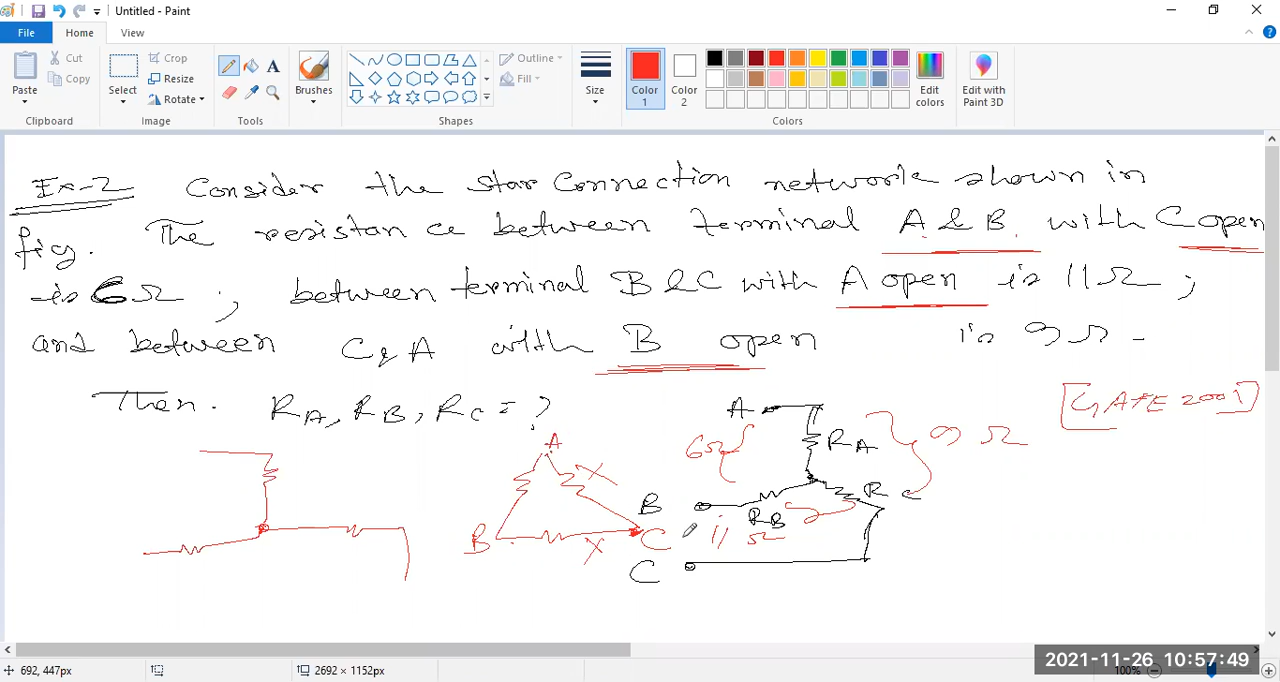 Untitled - Paint
File
Home
View
Paste
Cut
Copy
Clipboard
Select
Crop
Resize
Rotate
Image
A
Tools
Brushes
Shapes
Outline
Fill
Size
Color
1
Color
2
Colors
Edit
colors
Edit with
Paint 3D
Ex-2 Consider the star Connection network shown in
fig. The resistance between terminal A & B with C open
is 6Ω ; between terminal B & C with A open is 11Ω ;
and between C & A with B open is 9Ω -
Then. RA, RB, RC = ?
[GATE 2001]
A
B
C
X
X
A
RA
6Ω
9Ω
B
RB
RC
11Ω
C
692, 447px
2692 × 1152px
100%
2021-11-26 10:57:49